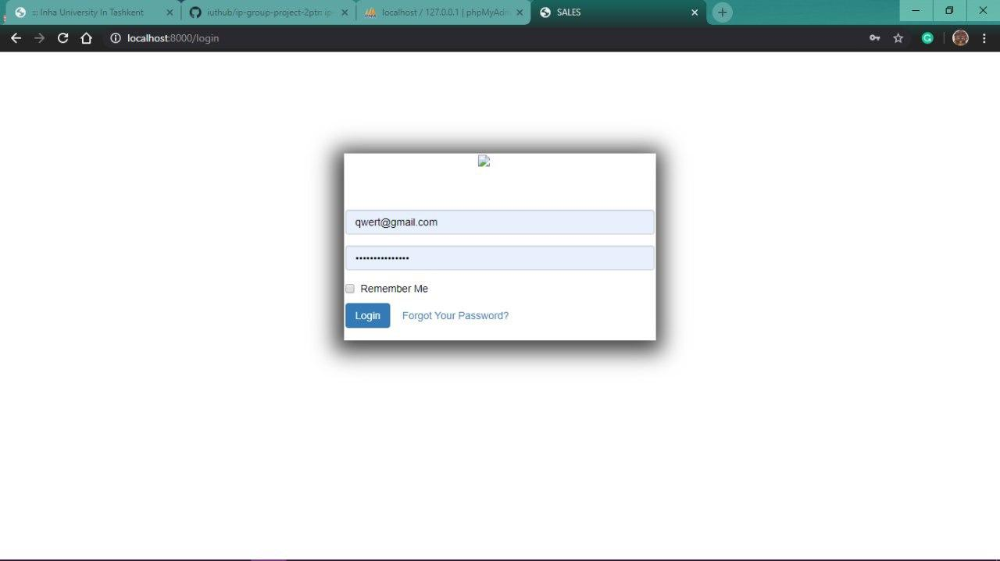 ::: Inha University In Tashkent
iuthub/ip-group-project-2ptr: ip-
localhost / 127.0.0.1 | phpMyAdm
SALES
localhost:8000/login
qwert@gmail.com
•••••••••••••••
Remember Me
Login
Forgot Your Password?